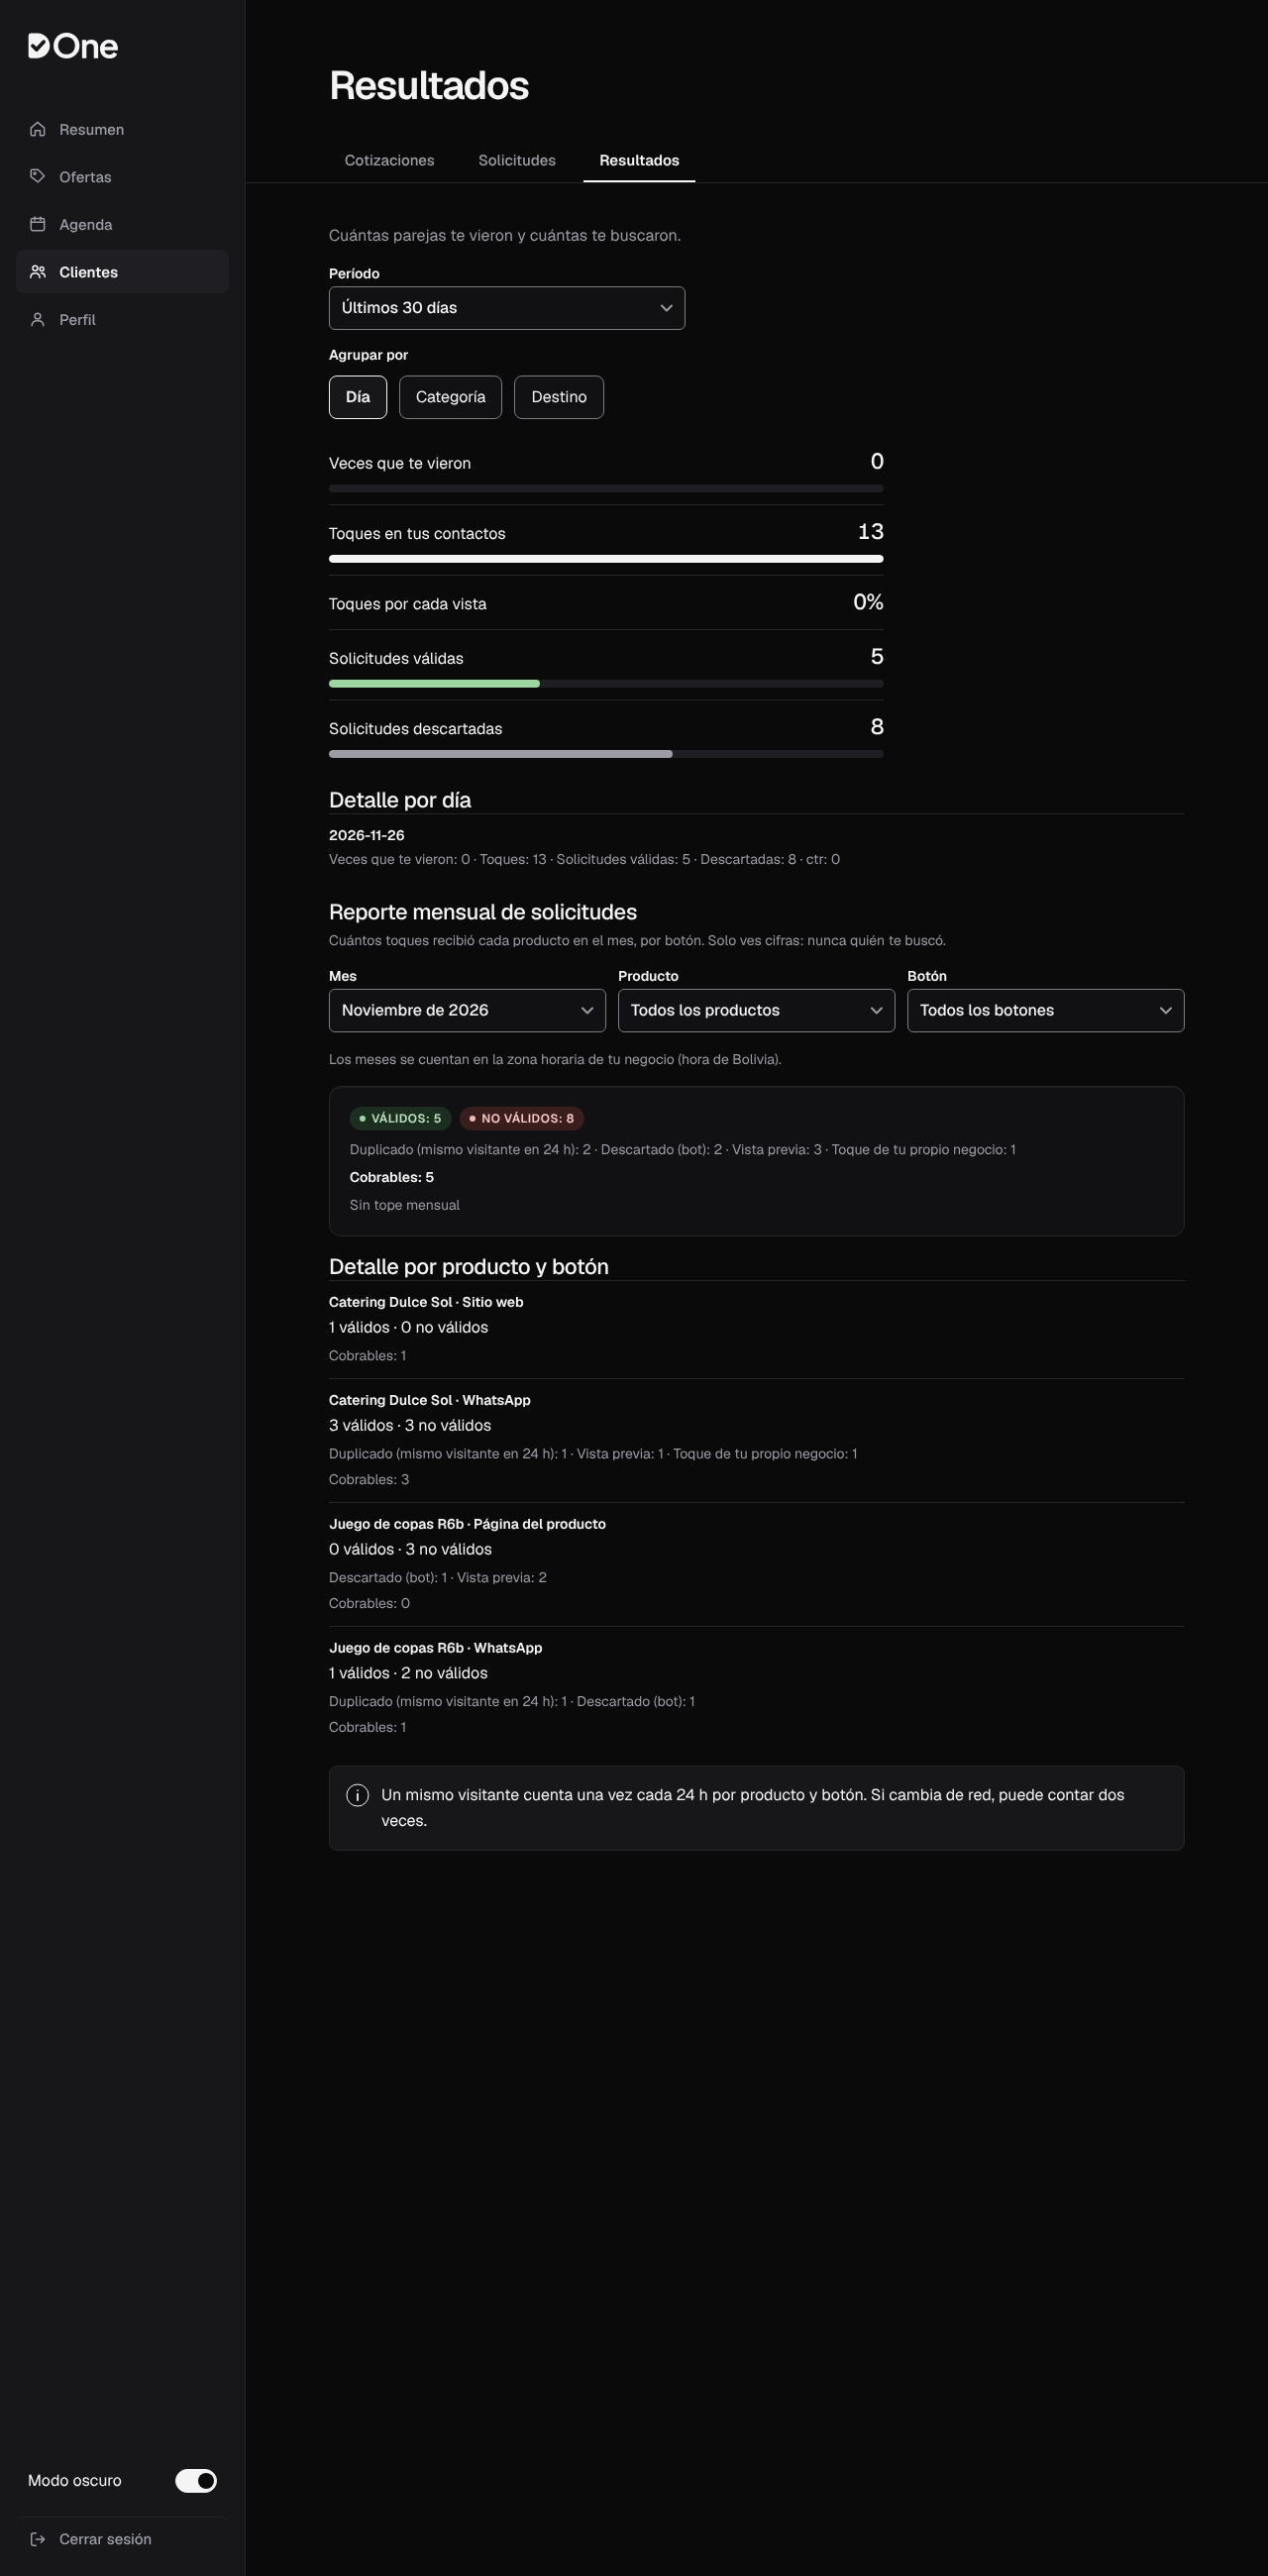 One
Resumen
Ofertas
Agenda
Clientes
Perfil
Resultados
Cotizaciones
Solicitudes
Resultados
Cuántas parejas te vieron y cuántas te buscaron.
Período
Últimos 30 días
Agrupar por
Día
Categoría
Destino
Veces que te vieron
0
Toques en tus contactos
13
Toques por cada vista
0%
Solicitudes válidas
5
Solicitudes descartadas
8
Detalle por día
2026-11-26
Veces que te vieron: 0 · Toques: 13 · Solicitudes válidas: 5 · Descartadas: 8 · ctr: 0
Reporte mensual de solicitudes
Cuántos toques recibió cada producto en el mes, por botón. Solo ves cifras: nunca quién te buscó.
Mes
Producto
Botón
Noviembre de 2026
Todos los productos
Todos los botones
Los meses se cuentan en la zona horaria de tu negocio (hora de Bolivia).
VÁLIDOS: 5
NO VÁLIDOS: 8
Duplicado (mismo visitante en 24 h): 2 · Descartado (bot): 2 · Vista previa: 3 · Toque de tu propio negocio: 1
Cobrables: 5
Sin tope mensual
Detalle por producto y botón
Catering Dulce Sol · Sitio web
1 válidos · 0 no válidos
Cobrables: 1
Catering Dulce Sol · WhatsApp
3 válidos · 3 no válidos
Duplicado (mismo visitante en 24 h): 1 · Vista previa: 1 · Toque de tu propio negocio: 1
Cobrables: 3
Juego de copas R6b · Página del producto
0 válidos · 3 no válidos
Descartado (bot): 1 · Vista previa: 2
Cobrables: 0
Juego de copas R6b · WhatsApp
1 válidos · 2 no válidos
Duplicado (mismo visitante en 24 h): 1 · Descartado (bot): 1
Cobrables: 1
Un mismo visitante cuenta una vez cada 24 h por producto y botón. Si cambia de red, puede contar dos
veces.
Modo oscuro
Cerrar sesión